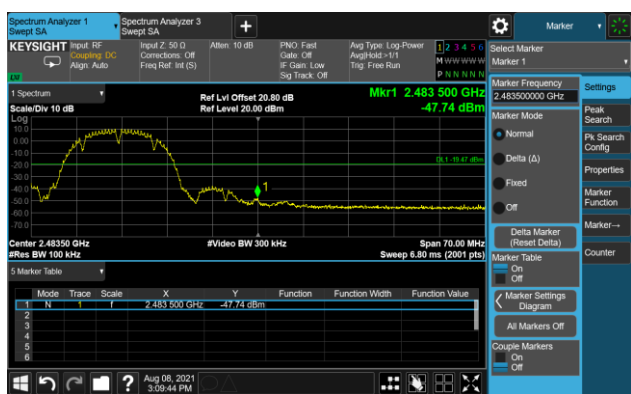 Spectrum Analyzer 1
Swept SA
Spectrum Analyzer 3
Swept SA
+
Marker
KEYSIGHT
Input: RF
Coupling: DC
Align: Auto
Input Z: 50 Ω
Corrections: Off
Freq Ref: Int (S)
Atten: 10 dB
PNO: Fast
Gate: Off
IF Gain: Low
Sig Track: Off
Avg Type: Log-Power
Avg|Hold:>1/1
Trig: Free Run
1 2 3 4 5 6
M W W W W W
P N N N N N
LW
Select Marker
Marker 1
1 Spectrum
Scale/Div 10 dB
Ref Lvl Offset 20.80 dB
Ref Level 20.00 dBm
Mkr1 2.483 500 GHz
-47.74 dBm
Log
10.0
0.00
-10.0
-20.0
-30.0
-40.0
-50.0
-60.0
-70.0
DL1 -19.47 dBm
1
Center 2.48350 GHz
#Res BW 100 kHz
#Video BW 300 kHz
Span 70.00 MHz
Sweep 6.80 ms (2001 pts)
5 Marker Table
Mode Trace Scale X Y Function Function Width Function Value
1 N 1 f 2.483 500 GHz -47.74 dBm
2
3
4
5
6
Marker Frequency
2.483500000 GHz
Marker Mode
Normal
Delta (Δ)
Fixed
Off
Delta Marker
(Reset Delta)
Marker Table
On
Off
Marker Settings
Diagram
All Markers Off
Couple Markers
On
Off
Settings
Peak
Search
Pk Search
Config
Properties
Marker
Function
Marker→
Counter
?
Aug 08, 2021
3:09:44 PM